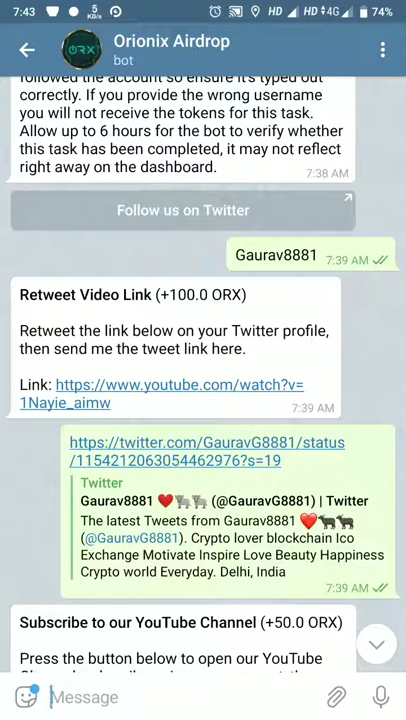 7:43 5 KB/s HD HD 4G 74%
ORX
Orionix Airdrop
bot
followed the account so ensure it's typed out
correctly. If you provide the wrong username
you will not receive the tokens for this task.
Allow up to 6 hours for the bot to verify whether
this task has been completed, it may not reflect
right away on the dashboard.
7:38 AM
Follow us on Twitter
Gaurav8881 7:39 AM
Retweet Video Link (+100.0 ORX)
Retweet the link below on your Twitter profile,
then send me the tweet link here.
Link: https://www.youtube.com/watch?v=
1Nayie_aimw
7:39 AM
https://twitter.com/GauravG8881/status
/1154212063054462976?s=19
Twitter
Gaurav8881 ❤️🐃🐃 (@GauravG8881) | Twitter
The latest Tweets from Gaurav8881 ❤️🐃🐃
(@GauravG8881). Crypto lover blockchain Ico
Exchange Motivate Inspire Love Beauty Happiness
Crypto world Everyday. Delhi, India
7:39 AM
Subscribe to our YouTube Channel (+50.0 ORX)
Press the button below to open our YouTube
Message